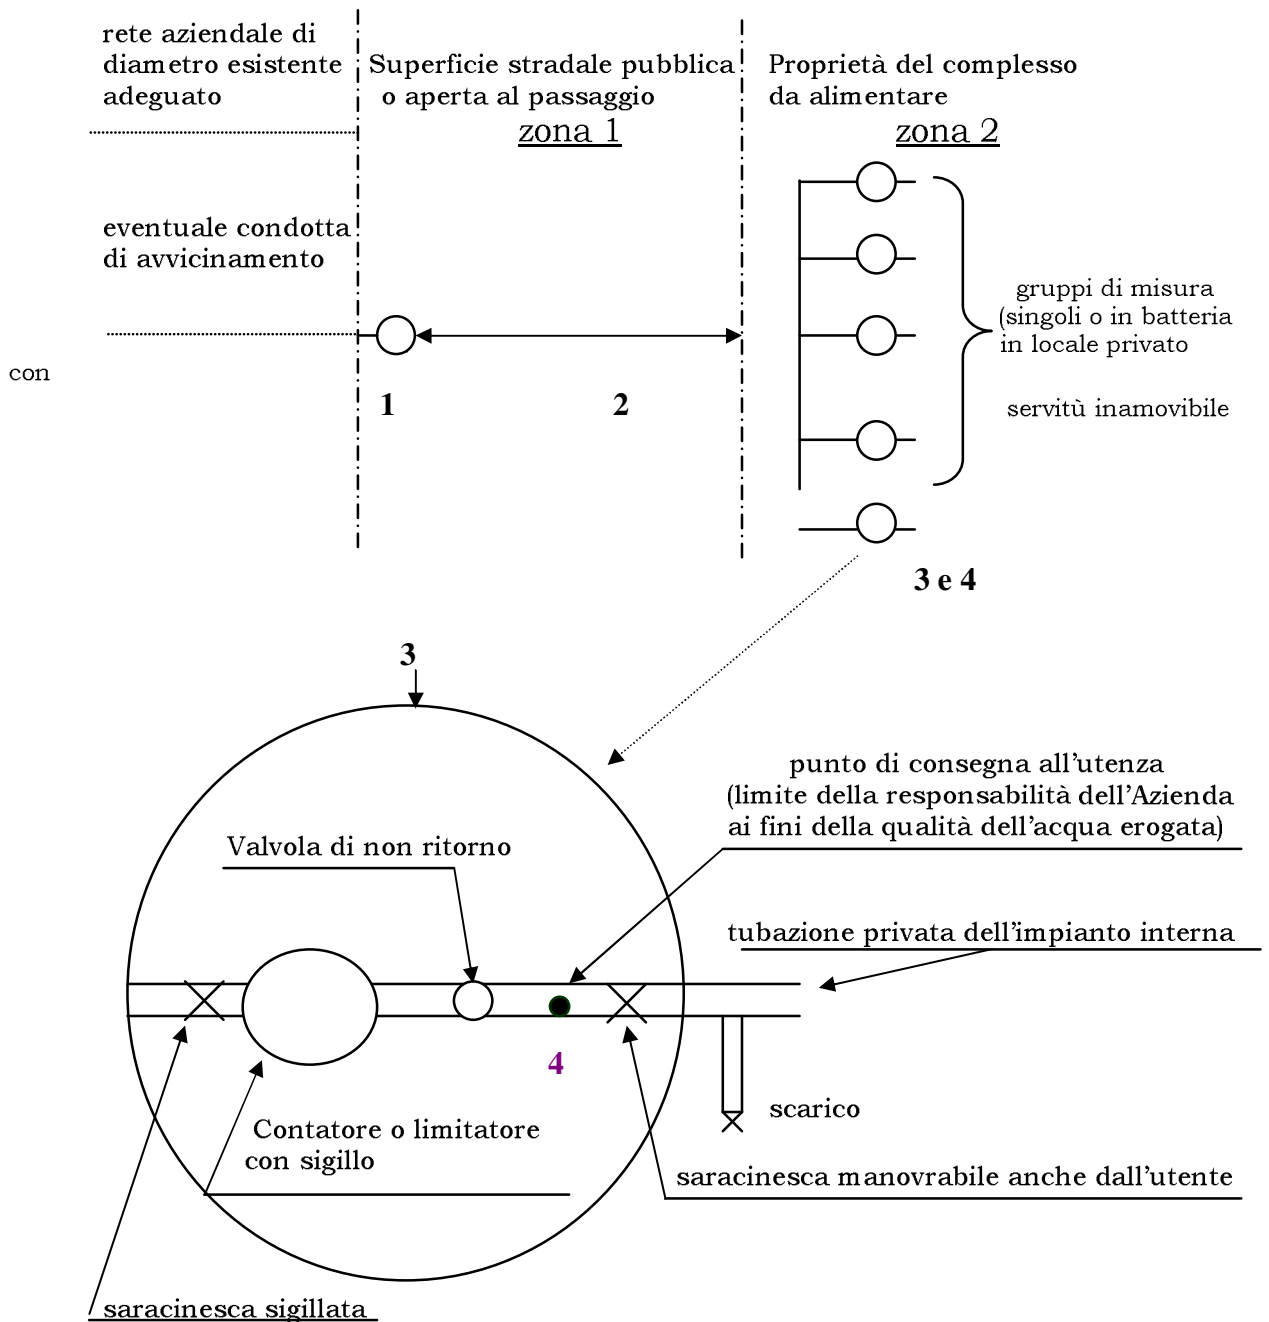 rete aziendale di
diametro esistente
adeguato
Superficie stradale pubblica
o aperta al passaggio
zona 1
Proprietà del complesso
da alimentare
zona 2
eventuale condotta
di avvicinamento
gruppi di misura
(singoli o in batteria
in locale privato
con
servitù inamovibile
1
2
3 e 4
3
punto di consegna all'utenza
(limite della responsabilità dell'Azienda
ai fini della qualità dell'acqua erogata)
Valvola di non ritorno
tubazione privata dell'impianto interna
4
scarico
Contatore o limitatore
con sigillo
saracinesca manovrabile anche dall'utente
saracinesca sigillata